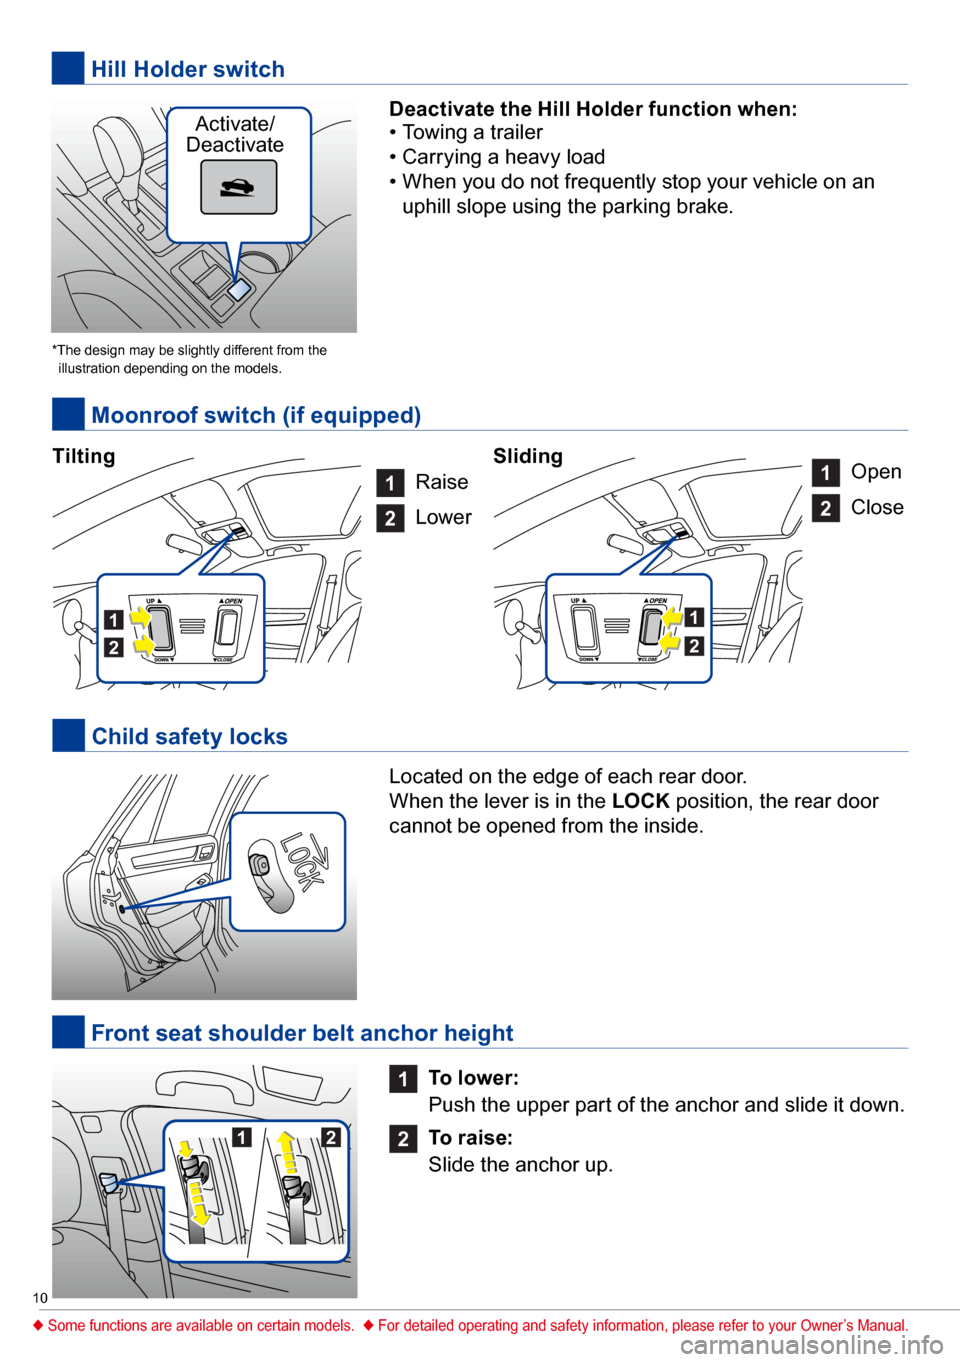 Hill Holder switch
Activate/
Deactivate
Deactivate the Hill Holder function when:
• Towing a trailer
• Carrying a heavy load
• When you do not frequently stop your vehicle on an
uphill slope using the parking brake.
*The design may be slightly different from the
illustration depending on the models.
Moonroof switch (if equipped)
Tilting
1 Raise
2 Lower
UP ▲ ▲OPEN
1
2
DOWN ▼ ▼CLOSE
Sliding
1 Open
2 Close
UP ▲ ▲OPEN
1
2
DOWN ▼ ▼CLOSE
Child safety locks
LOCK
Located on the edge of each rear door.
When the lever is in the LOCK position, the rear door
cannot be opened from the inside.
Front seat shoulder belt anchor height
1 2
1 To lower:
Push the upper part of the anchor and slide it down.
2 To raise:
Slide the anchor up.
10
◆ Some functions are available on certain models. ◆ For detailed operating and safety information, please refer to your Owner’s Manual.
carmanualsonline.info